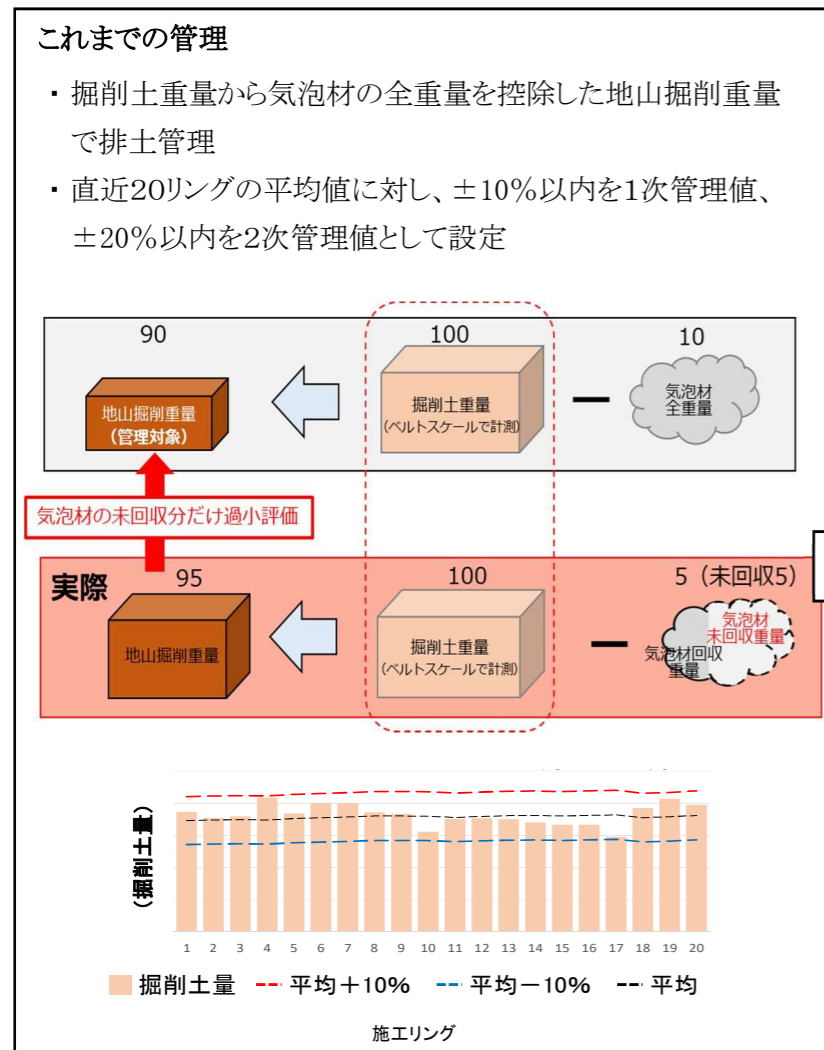 これまでの管理
・掘削土重量から気泡材の全重量を控除した地山掘削重量
で排土管理
・直近20リングの平均値に対し、±10%以内を1次管理値、
±20%以内を2次管理値として設定
90
100
10
地山掘削重量
(管理対象)
掘削土重量
(ベルトスケールで計測)
気泡材
全重量
気泡材の未回収分だけ過小評価
実際
95
100
5(未回収5)
地山掘削重量
掘削土重量
(ベルトスケールで計測)
気泡材
未回収重量
気泡材回収
重量
(掘削土量)
1 2 3 4 5 6 7 8 9 10 11 12 13 14 15 16 17 18 19 20
掘削土量 平均+10% 平均-10% 平均
施工リング